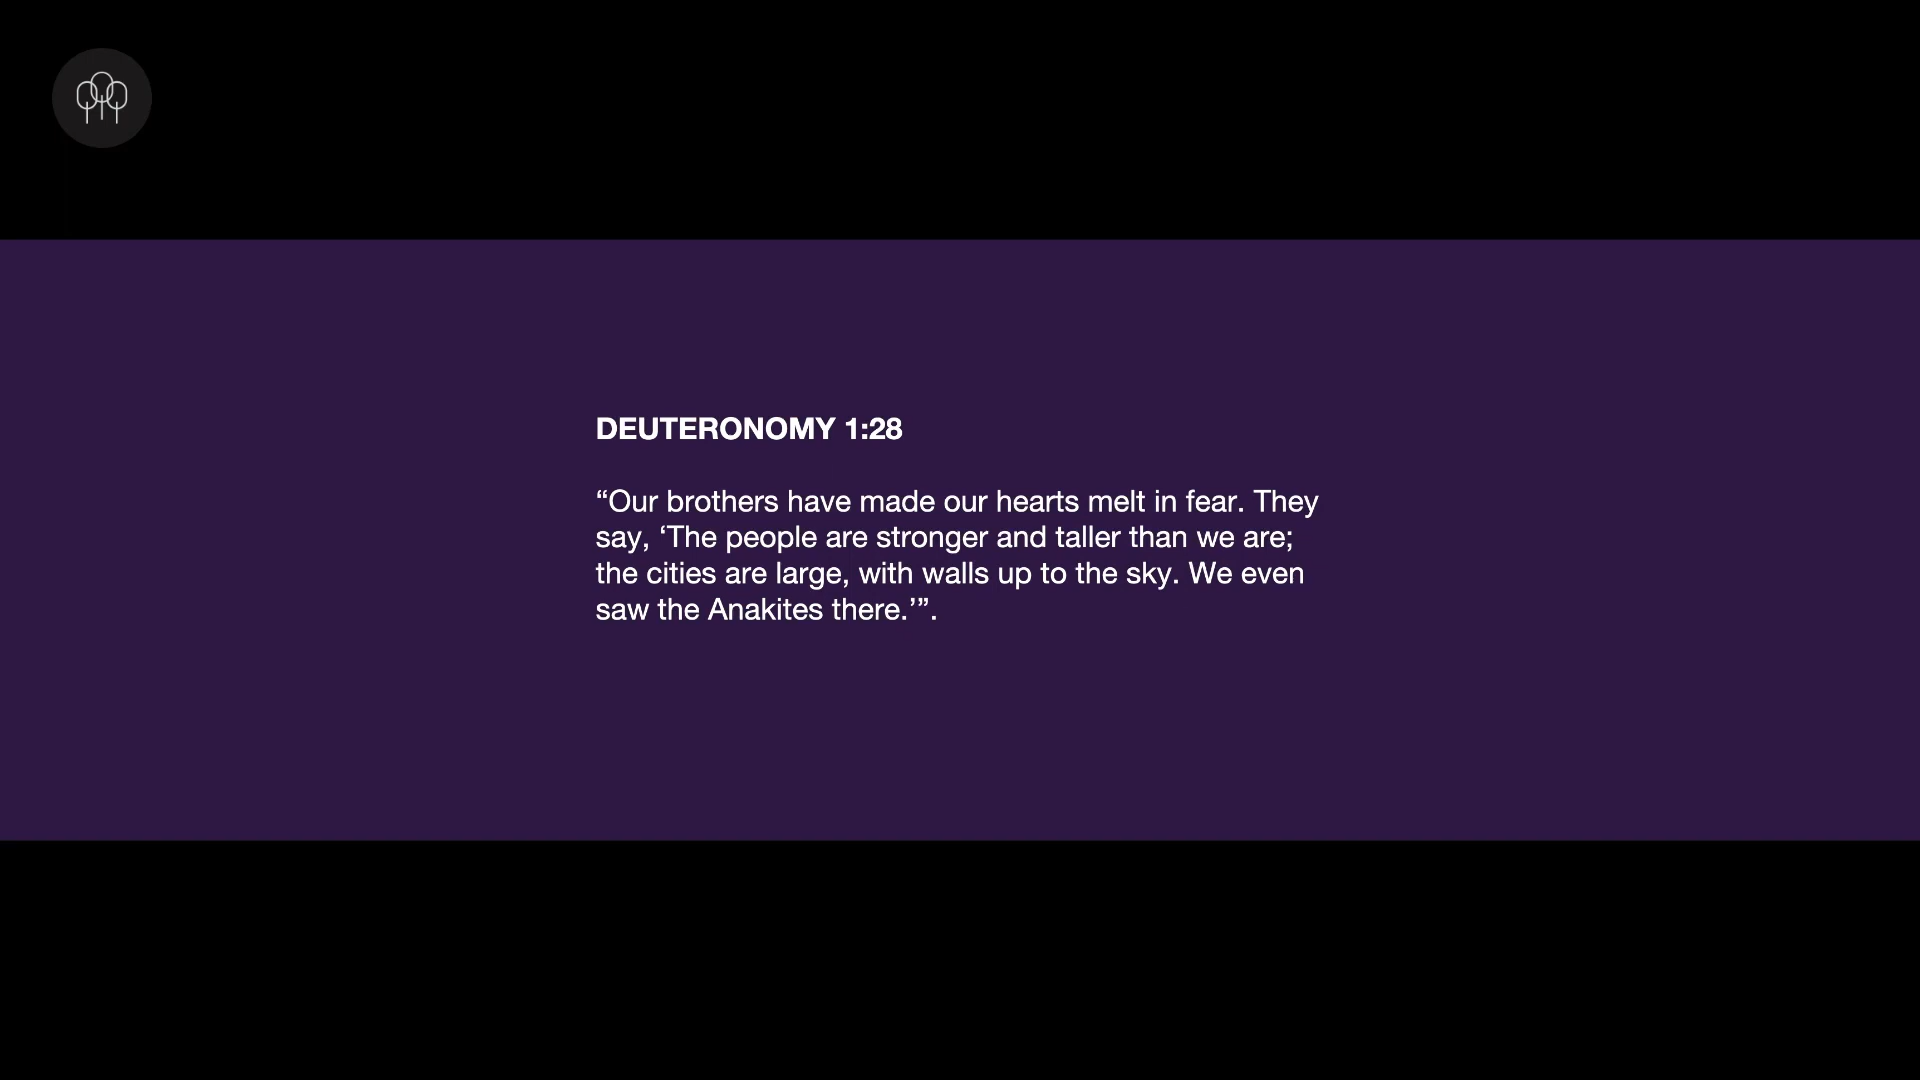 DEUTERONOMY 1:28
“Our brothers have made our hearts melt in fear. They
say, ‘The people are stronger and taller than we are;
the cities are large, with walls up to the sky. We even
saw the Anakites there.’”.